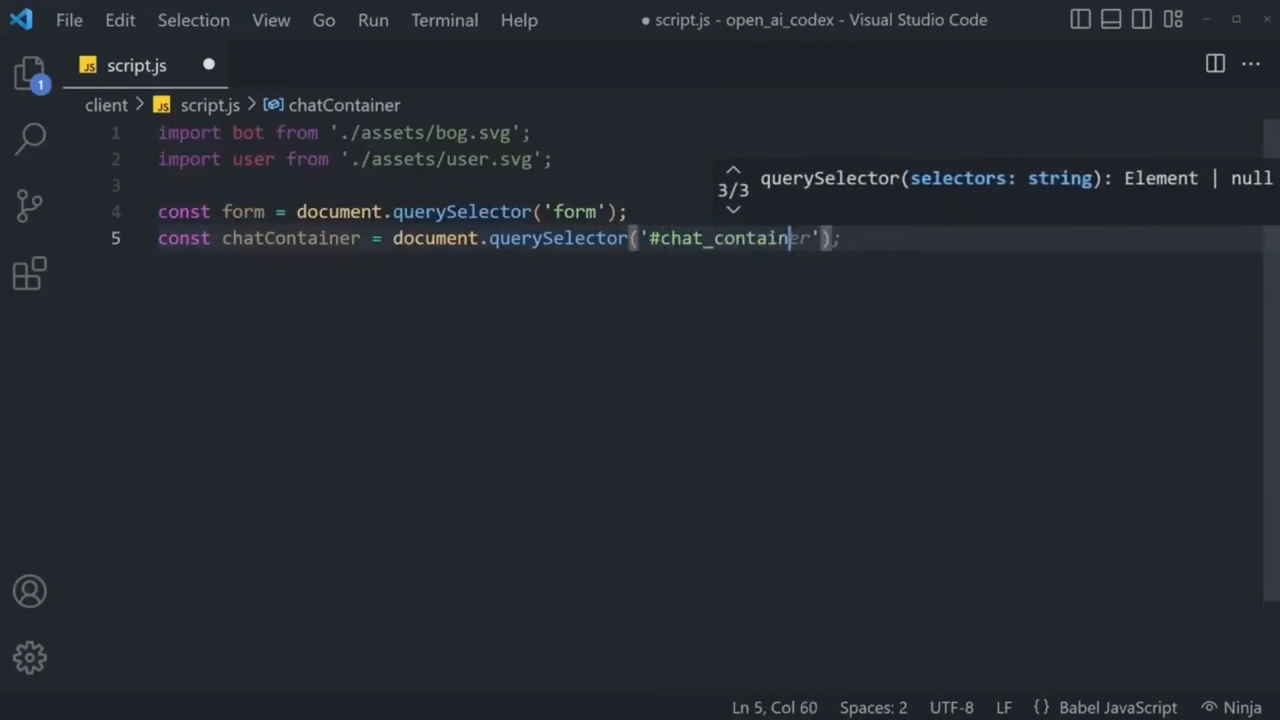 File Edit Selection View Go Run Terminal Help ● script.js - open_ai_codex - Visual Studio Code
1
JS script.js
client > JS script.js > chatContainer
1 import bot from './assets/bog.svg';
2 import user from './assets/user.svg';
3
3/3 querySelector(selectors: string): Element | null
4 const form = document.querySelector('form');
5 const chatContainer = document.querySelector('#chat_container');
Ln 5, Col 60 Spaces: 2 UTF-8 LF {} Babel JavaScript Ninja